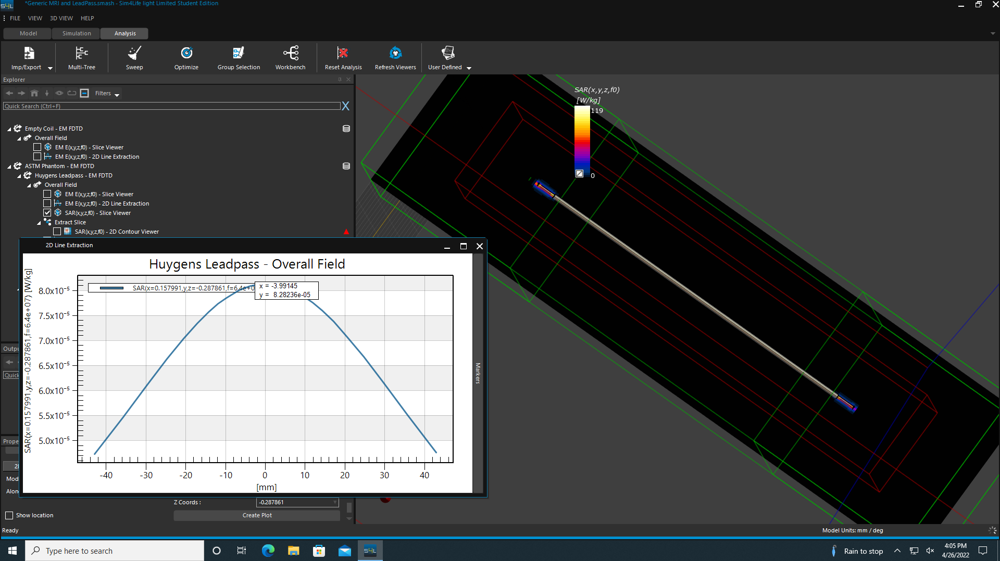 S4L *Generic MRI and LeadPass.smash - Sim4Life light Limited Student Edition
FILE VIEW 3D VIEW HELP
Model Simulation Analysis
Imp/Export Multi-Tree Sweep Optimize Group Selection Workbench Reset Analysis Refresh Viewers User Defined
Explorer
Filters
Quick Search (Ctrl+F) X
Empty Coil - EM FDTD
Overall Field
EM E(x,y,z,f0) - Slice Viewer
EM E(x,y,z,f0) - 2D Line Extraction
ASTM Phantom - EM FDTD
Huygens Leadpass - EM FDTD
Overall Field
EM E(x,y,z,f0) - Slice Viewer
EM E(x,y,z,f0) - 2D Line Extraction
SAR(x,y,z,f0) - Slice Viewer
Extract Slice
SAR(x,y,z,f0) - 2D Contour Viewer
SAR(x,y,z,f0)
[W/kg]
119
0
2D Line Extraction
Huygens Leadpass - Overall Field
SAR(x=0.157991,y,z=-0.287861,f=6.4e+07) [W/kg]
SAR(x=0.157991,y,z=-0.287861,f=6.4e+0
x = -3.99145
y = 8.28236e-05
8.0x10⁻⁵
7.5x10⁻⁵
7.0x10⁻⁵
6.5x10⁻⁵
6.0x10⁻⁵
5.5x10⁻⁵
5.0x10⁻⁵
-40 -30 -20 -10 0 10 20 30 40
[mm]
Markers
Outpu
Quick
Prope
2
Mod
Alon
Z Coords : -0.287861
Show location
Create Plot
Ready
Model Units: mm / deg
Type here to search
S4L
Rain to stop
4:05 PM
4/26/2022